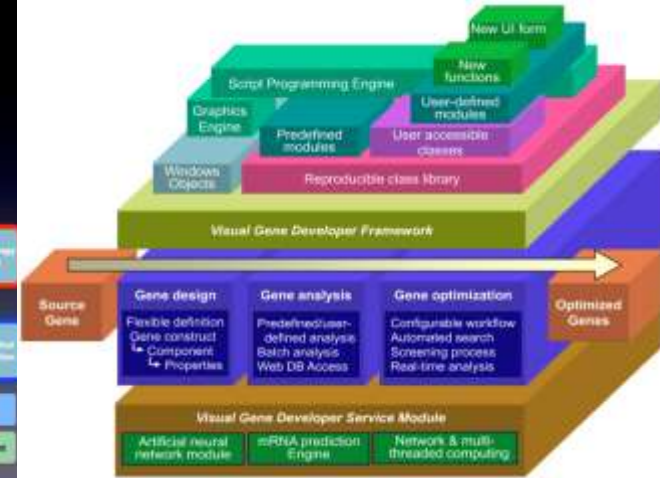 New UI form
New
functions
Script Programming Engine
User-defined
modules
Graphics
Engine
Predefined
modules
User accessible
classes
Windows
Objects
Reproducible class library
Visual Gene Developer Framework
Source
Gene
Gene design
Flexible definition
Gene construct
↳ Component
↳ Properties
Gene analysis
Predefined/user-
defined analysis
Batch analysis
Web DB Access
Gene optimization
Configurable workflow
Automated search
Screening process
Real-time analysis
Optimized
Genes
Visual Gene Developer Service Module
Artificial neural
network module
mRNA prediction
Engine
Network & multi-
threaded computing